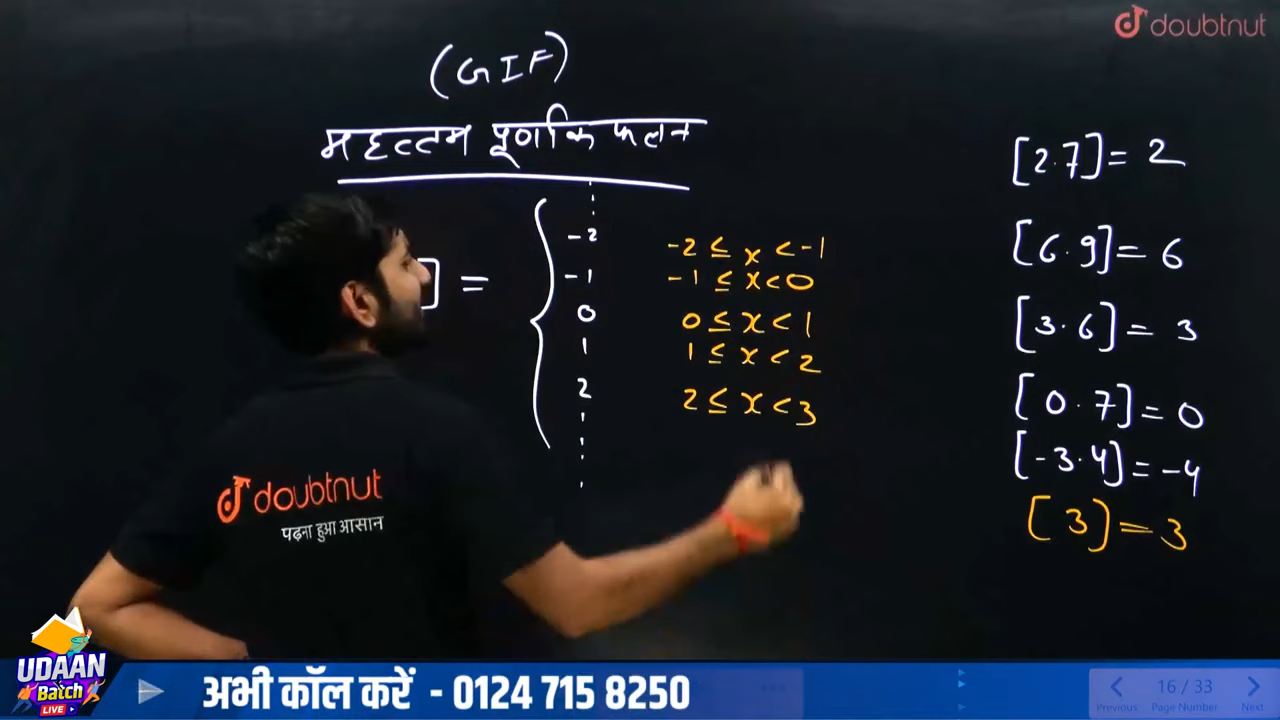 doubtnut
(GIF)
महत्तम पूर्णांक फलन
] =
-2 -2 ≤ x < -1
-1 -1 ≤ x < 0
0 0 ≤ x < 1
1 1 ≤ x < 2
2 2 ≤ x < 3
[2.7] = 2
[6.9] = 6
[3.6] = 3
[0.7] = 0
[-3.4] = -4
[3] = 3
doubtnut
पढ़ना हुआ आसान
UDAAN
Batch
LIVE
अभी कॉल करें - 0124 715 8250
16 / 33
Previous Page Number Next